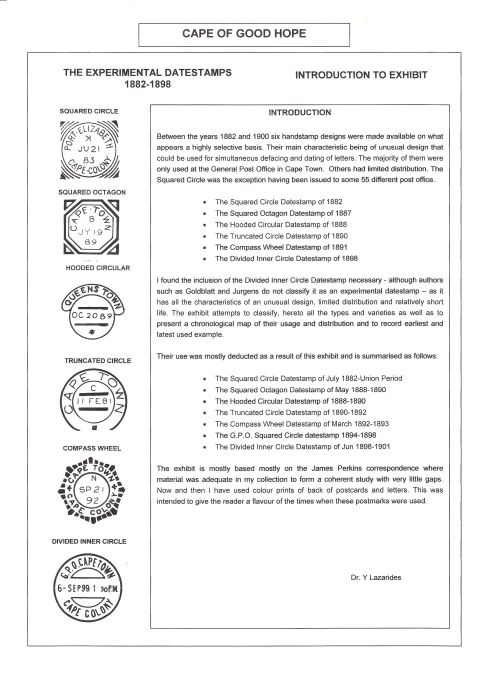 CAPE OF GOOD HOPE
THE EXPERIMENTAL DATESTAMPS
1882-1898
INTRODUCTION TO EXHIBIT
SQUARED CIRCLE
PORT-ELIZABETH
JU 21
83
CAPE-COLONY
SQUARED OCTAGON
CAPE-TOWN
B
JY 19
89
HOODED CIRCULAR
QUEENSTOWN
OC 20 89
*
TRUNCATED CIRCLE
CAPE TOWN
C
11 FE 81
COMPASS WHEEL
CAPE TOWN
N
SP 21
92
CAPE COLONY
DIVIDED INNER CIRCLE
G.P.O. CAPETOWN
6-SEP 99 1 30P.M.
CAPE COLONY
INTRODUCTION
Between the years 1882 and 1900 six handstamp designs were made available on what
appears a highly selective basis. Their main characteristic being of unusual design that
could be used for simultaneous defacing and dating of letters. The majority of them were
only used at the General Post Office in Cape Town. Others had limited distribution. The
Squared Circle was the exception having been issued to some 55 different post office.
• The Squared Circle Datestamp of 1882
• The Squared Octagon Datestamp of 1887
• The Hooded Circular Datestamp of 1888
• The Truncated Circle Datestamp of 1890
• The Compass Wheel Datestamp of 1891
• The Divided Inner Circle Datestamp of 1898
I found the inclusion of the Divided Inner Circle Datestamp necessary - although authors
such as Goldblatt and Jurgens do not classify it as an experimental datestamp – as it
has all the characteristics of an unusual design, limited distribution and relatively short
life. The exhibit attempts to classify, hereto all the types and varieties as well as to
present a chronological map of their usage and distribution and to record earliest and
latest used example.
Their use was mostly deducted as a result of this exhibit and is summarised as follows:
• The Squared Circle Datestamp of July 1882-Union Period
• The Squared Octagon Datestamp of May 1888-1890
• The Hooded Circular Datestamp of 1888-1890
• The Truncated Circle Datestamp of 1890-1892
• The Compass Wheel Datestamp of March 1892-1893
• The G.P.O. Squared Circle datestamp 1894-1898
• The Divided Inner Circle Datestamp of Jun 1898-1901
The exhibit is mostly based mostly on the James Perkins correspondence where
material was adequate in my collection to form a coherent study with very little gaps.
Now and then I have used colour prints of back of postcards and letters. This was
intended to give the reader a flavour of the times when these postmarks were used.
Dr. Y Lazarides